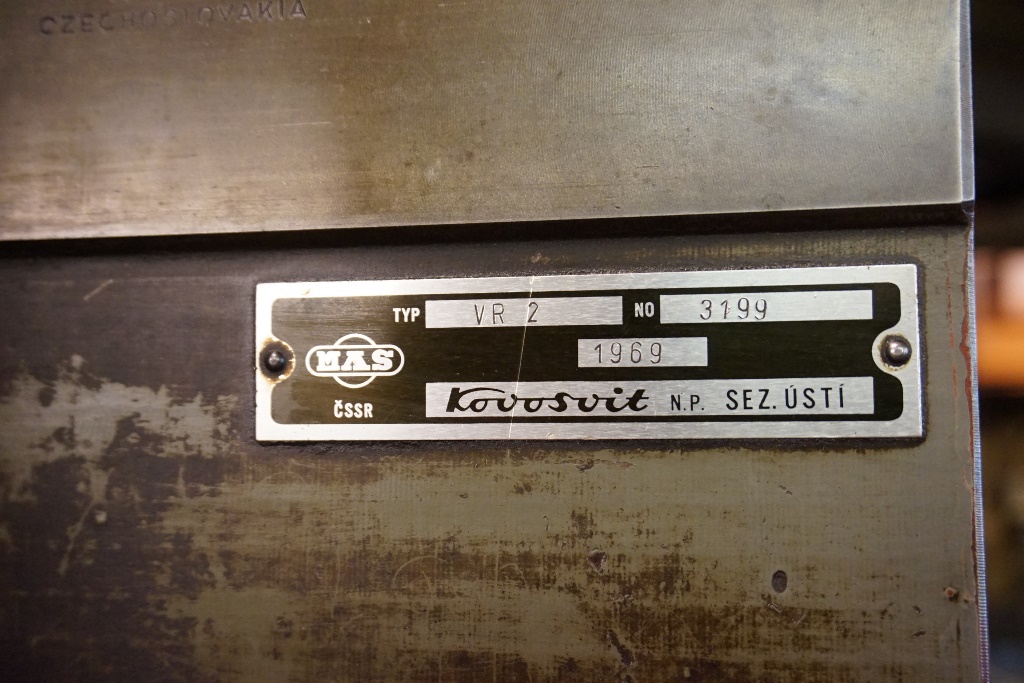 CZECHOSLOVAKIA
TYP VR 2 NO 3199
MAS 1969
ČSSR Kovosvit N.P. SEZ. ÚSTÍ